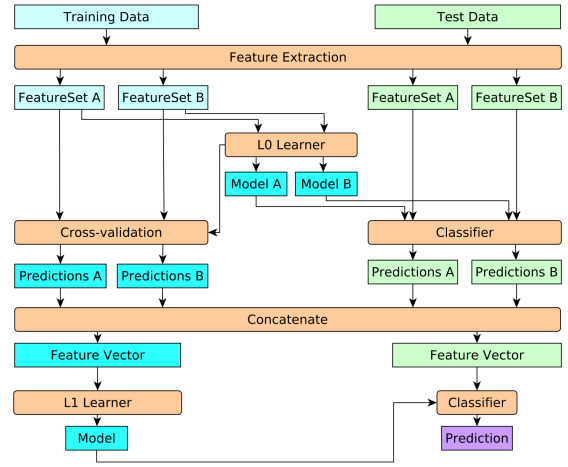 Training Data
Test Data
Feature Extraction
FeatureSet A
FeatureSet B
FeatureSet A
FeatureSet B
L0 Learner
Model A
Model B
Cross-validation
Classifier
Predictions A
Predictions B
Predictions A
Predictions B
Concatenate
Feature Vector
Feature Vector
L1 Learner
Classifier
Model
Prediction